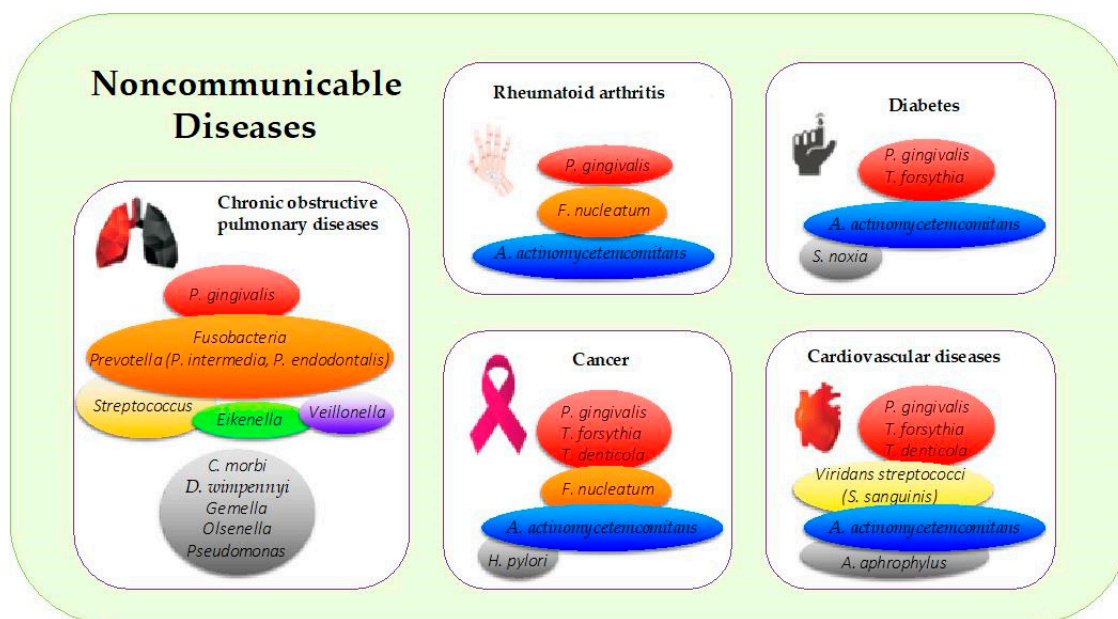 Noncommunicable
Diseases
Chronic obstructive
pulmonary diseases
P. gingivalis
Fusobacteria
Prevotella (P. intermedia, P. endodontalis)
Streptococcus
Eikenella
Veillonella
C. morbi
D. wimpennyi
Gemella
Olsenella
Pseudomonas
Rheumatoid arthritis
P. gingivalis
F. nucleatum
A. actinomycetemcomitans
Diabetes
P. gingivalis
T. forsythia
A. actinomycetemcomitans
S. noxia
Cancer
P. gingivalis
T. forsythia
T. denticola
F. nucleatum
A. actinomycetemcomitans
H. pylori
Cardiovascular diseases
P. gingivalis
T. forsythia
T. denticola
Viridans streptococci
(S. sanguinis)
A. actinomycetemcomitans
A. aphrophylus